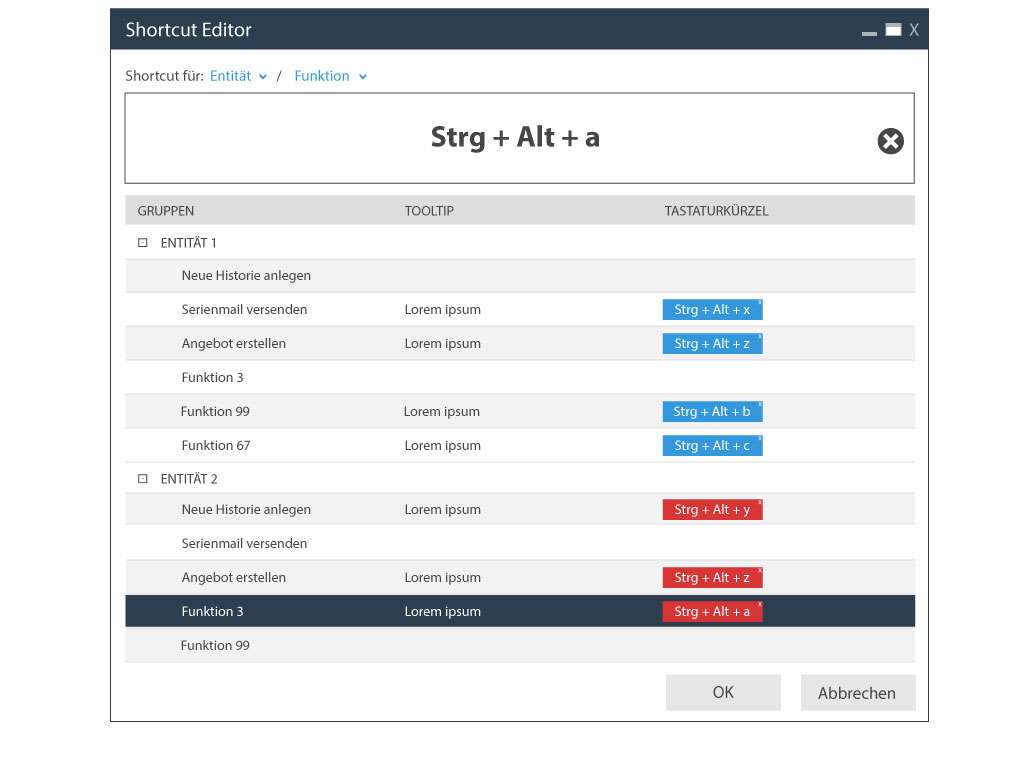 Shortcut Editor X
Shortcut für: Entität / Funktion
Strg + Alt + a
GRUPPEN TOOLTIP TASTATURKÜRZEL
ENTITÄT 1
Neue Historie anlegen
Serienmail versenden Lorem ipsum Strg + Alt + x x
Angebot erstellen Lorem ipsum Strg + Alt + z x
Funktion 3
Funktion 99 Lorem ipsum Strg + Alt + b x
Funktion 67 Lorem ipsum Strg + Alt + c x
ENTITÄT 2
Neue Historie anlegen Lorem ipsum Strg + Alt + y x
Serienmail versenden
Angebot erstellen Lorem ipsum Strg + Alt + z x
Funktion 3 Lorem ipsum Strg + Alt + a x
Funktion 99
OK Abbrechen